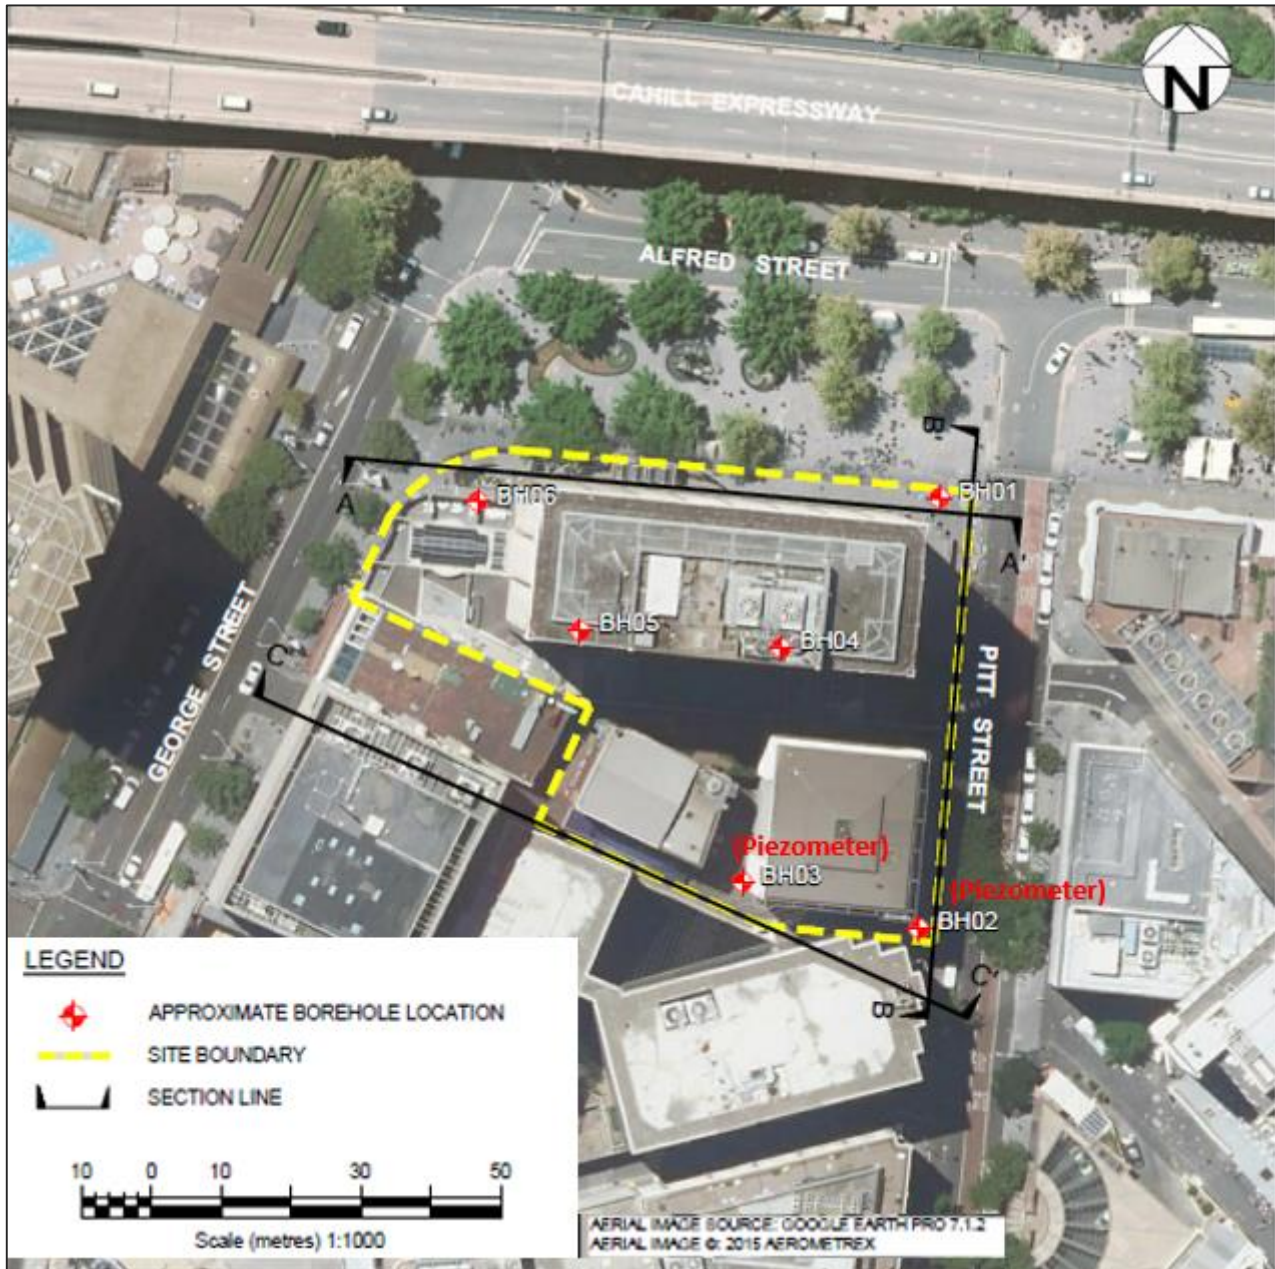 N
CAHILL EXPRESSWAY
ALFRED STREET
B'
BH06
BH01
A
A'
BH05
BH04
GEORGE STREET
C
PITT STREET
(Piezometer)
BH03
(Piezometer)
BH02
C'
B
LEGEND
APPROXIMATE BOREHOLE LOCATION
SITE BOUNDARY
SECTION LINE
10 0 10 30 50
Scale (metres) 1:1000
AERIAL IMAGE SOURCE: GOOGLE EARTH PRO 7.1.2
AERIAL IMAGE ©: 2015 AEROMETREX